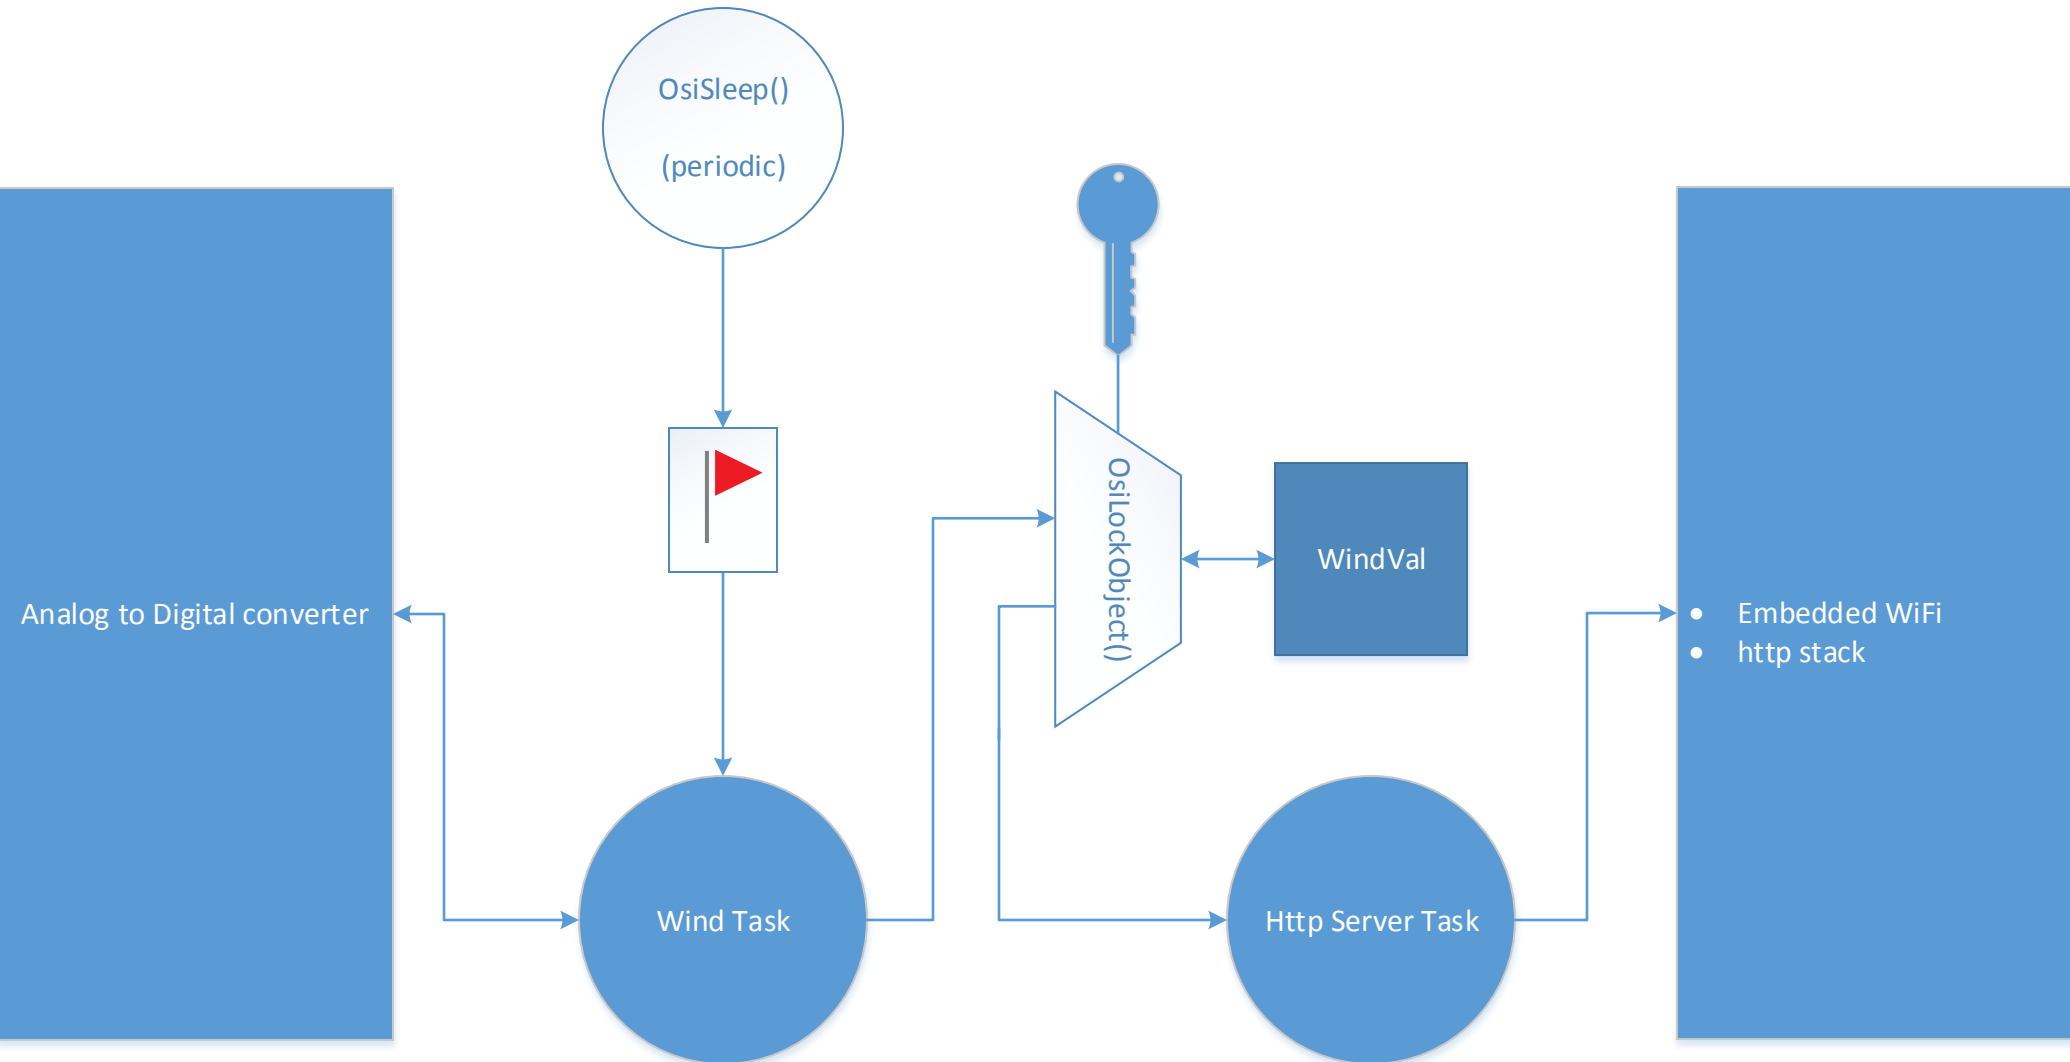 OsiSleep()
(periodic)
OsiLockObject()
WindVal
Analog to Digital converter
• Embedded WiFi
• http stack
Wind Task
Http Server Task